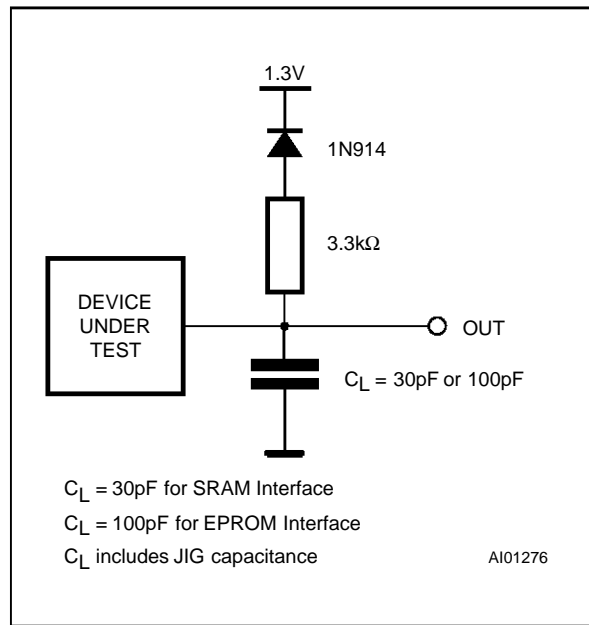 1.3V
1N914
3.3kΩ
DEVICE
UNDER
TEST
OUT
CL = 30pF or 100pF
CL = 30pF for SRAM Interface
CL = 100pF for EPROM Interface
CL includes JIG capacitance
AI01276